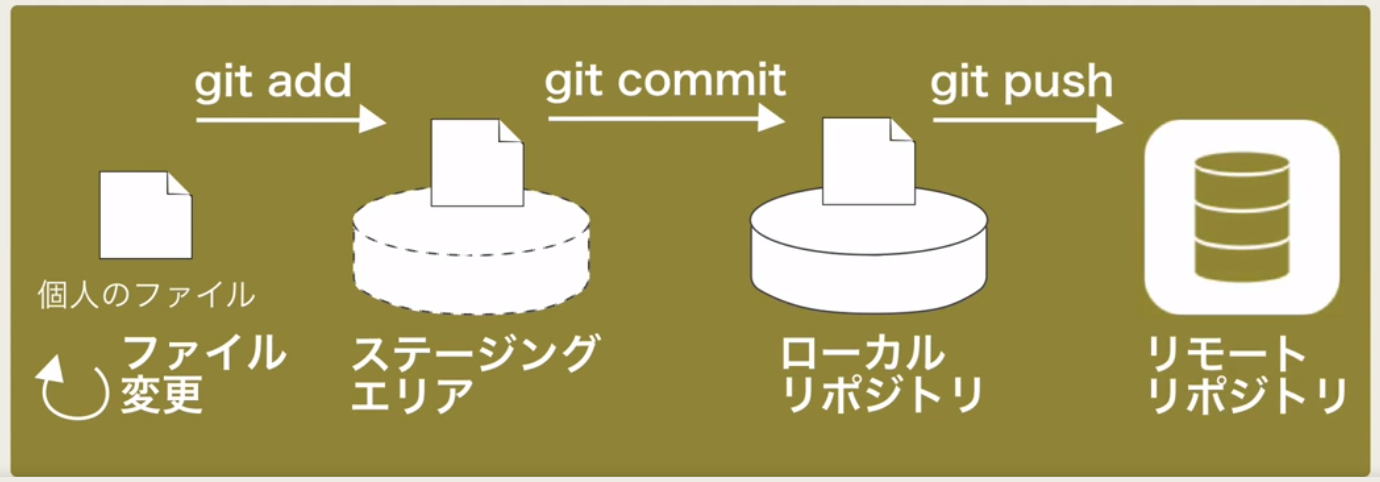 git add
git commit
git push
個人のファイル
ファイル
変更
ステージング
エリア
ローカル
リポジトリ
リモート
リポジトリ